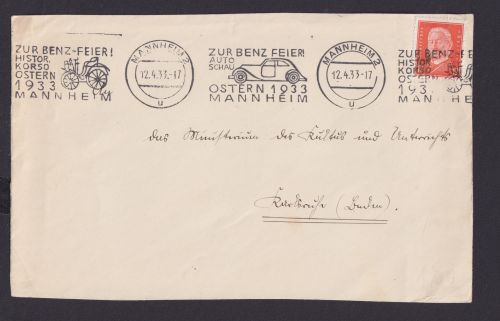 ZUR BENZ-FEIER!
HISTOR.
KORSO
OSTERN
1933
MANNHEIM
MANNHEIM 2
12.4.33.-17
u
ZUR BENZ FEIER!
AUTO
SCHAU
OSTERN 1933
MANNHEIM
MANNHEIM 2
12.4.33.-17
u
ZUR BENZ-FEI
HISTOR.
KORSO
OSTERN
193
MANNHEIM
das Ministerium des Kultus und Unterrichts
Karlsruhe (Baden).